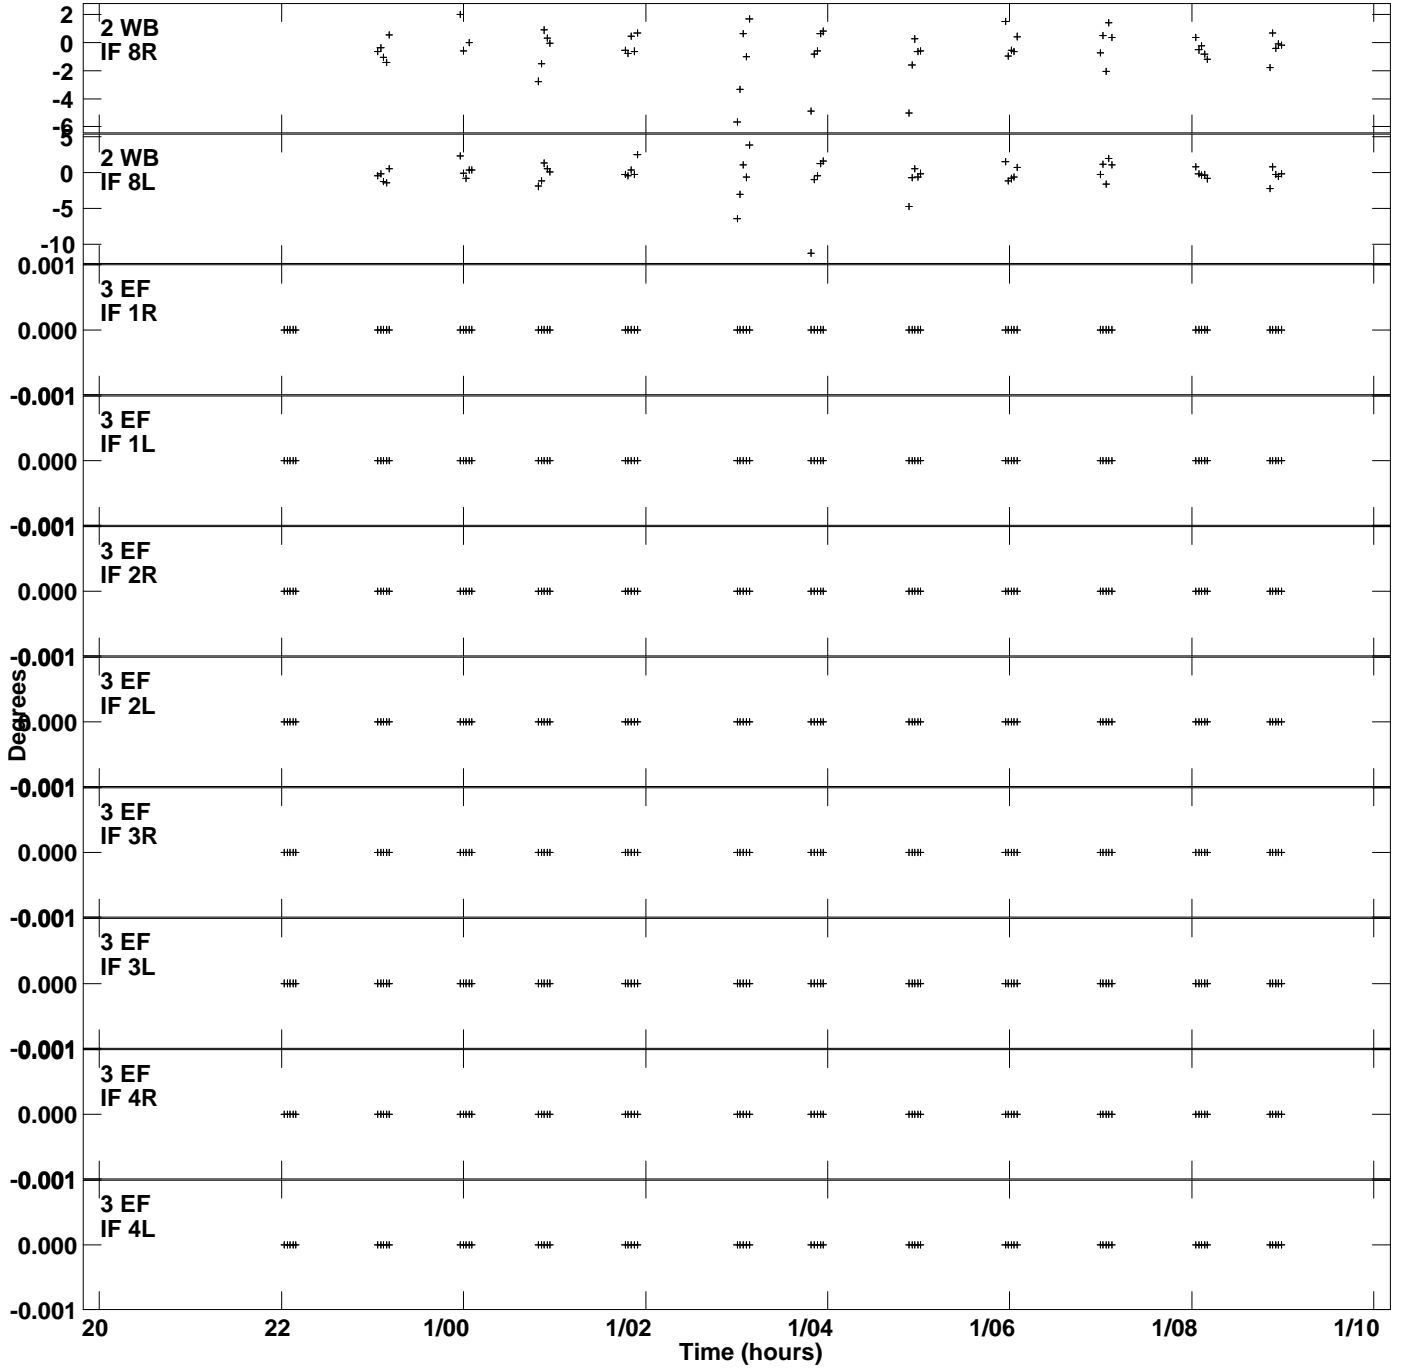 2
0
-2
-4
-6
2 WB
IF 8R
5
0
-5
-10
2 WB
IF 8L
0.001
0.000
-0.001
3 EF
IF 1R
0.000
-0.001
3 EF
IF 1L
0.000
-0.001
3 EF
IF 2R
0.000
-0.001
3 EF
IF 2L
0.000
-0.001
3 EF
IF 3R
0.000
-0.001
3 EF
IF 3L
0.000
-0.001
3 EF
IF 4R
0.000
-0.001
3 EF
IF 4L
0.000
-0.001
Degrees
20 22 1/00 1/02 1/04 1/06 1/08 1/10
Time (hours)